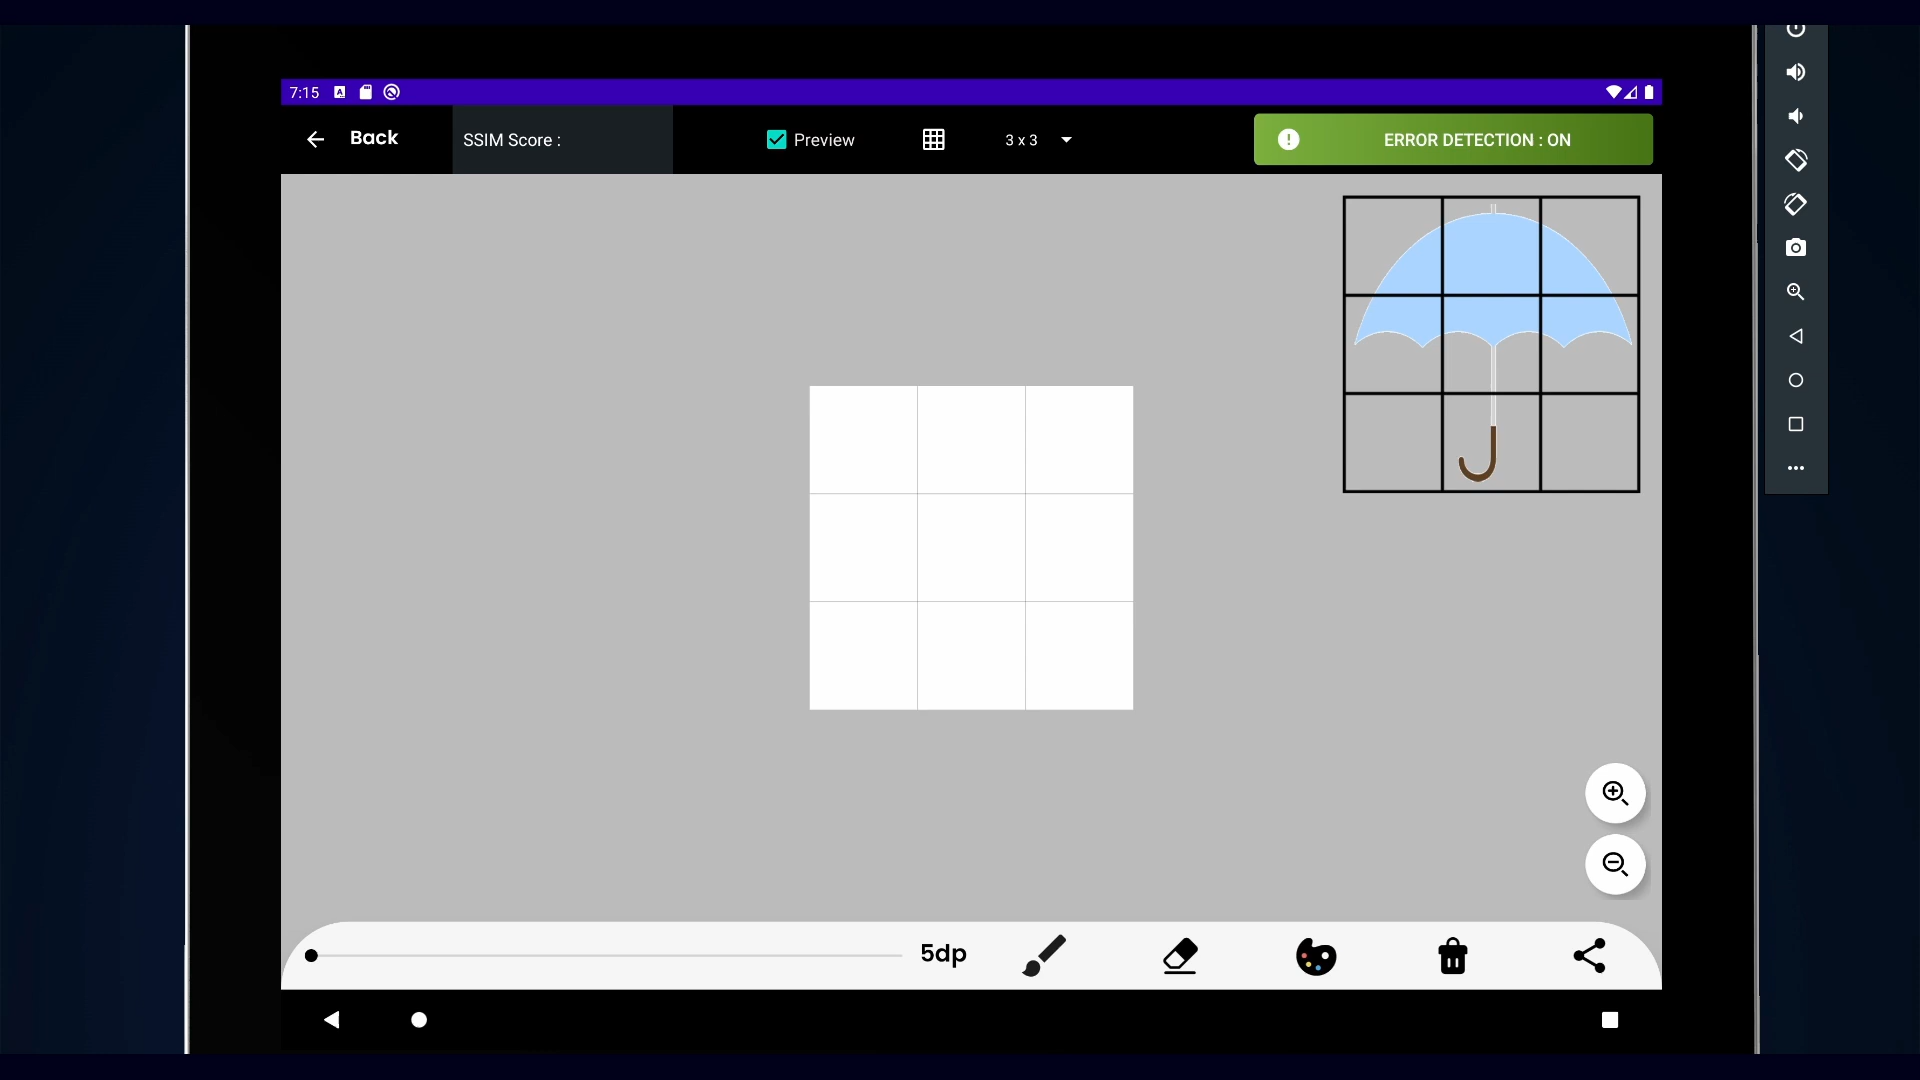 7:15
Back
SSIM Score :
Preview
3 x 3
ERROR DETECTION : ON
5dp